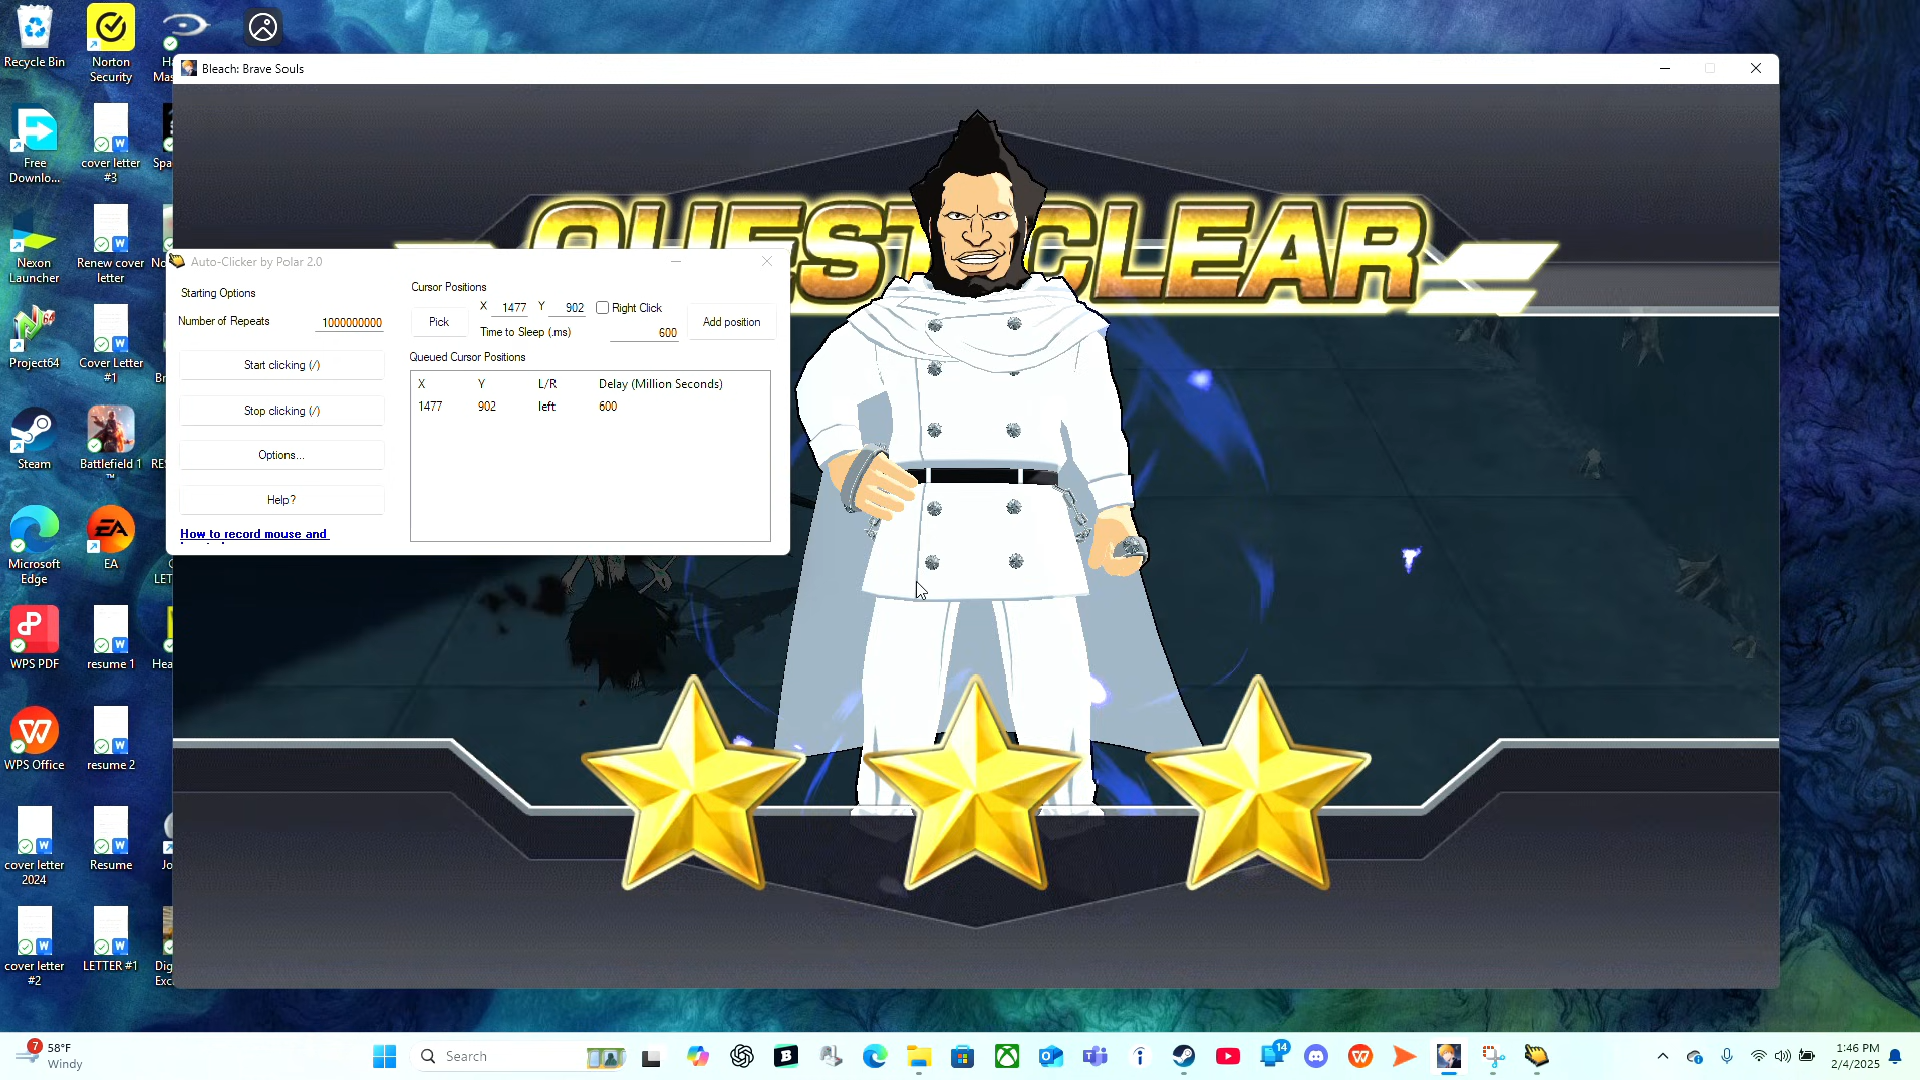 Recycle Bin
Norton
Security
Bleach: Brave Souls
QUEST CLEAR
Free
Downlo...
cover letter
#3
Nexon
Launcher
Renew cover
letter
Project64
Cover Letter
#1
Steam
Battlefield 1
™
Microsoft
Edge
EA
WPS PDF
resume 1
WPS Office
resume 2
cover letter
2024
Resume
cover letter
#2
LETTER #1
Auto-Clicker by Polar 2.0
Starting Options
Number of Repeats 1000000000
Start clicking (/)
Stop clicking (/)
Options...
Help?
How to record mouse and
Cursor Positions
Pick
X 1477 Y 902 Right Click
Time to Sleep (.ms) 600
Add position
Queued Cursor Positions
X Y L/R Delay (Million Seconds)
1477 902 left 600
7
58°F
Windy
Search
14
1:46 PM
2/4/2025